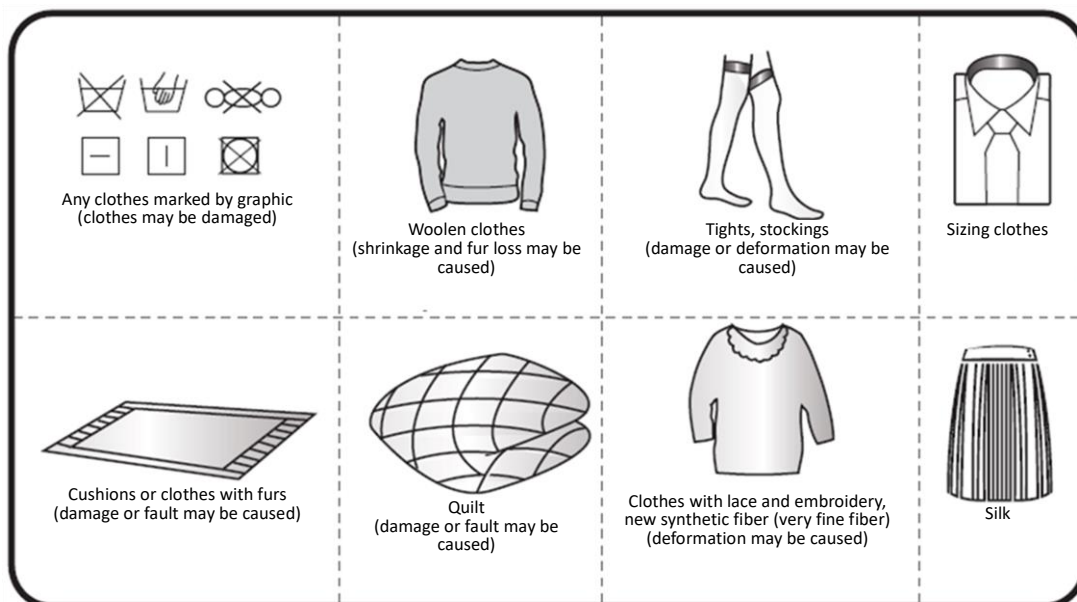 Any clothes marked by graphic
(clothes may be damaged)
Woolen clothes
(shrinkage and fur loss may be
caused)
Tights, stockings
(damage or deformation may be
caused)
Sizing clothes
Cushions or clothes with furs
(damage or fault may be caused)
Quilt
(damage or fault may be
caused)
Clothes with lace and embroidery,
new synthetic fiber (very fine fiber)
(deformation may be caused)
Silk